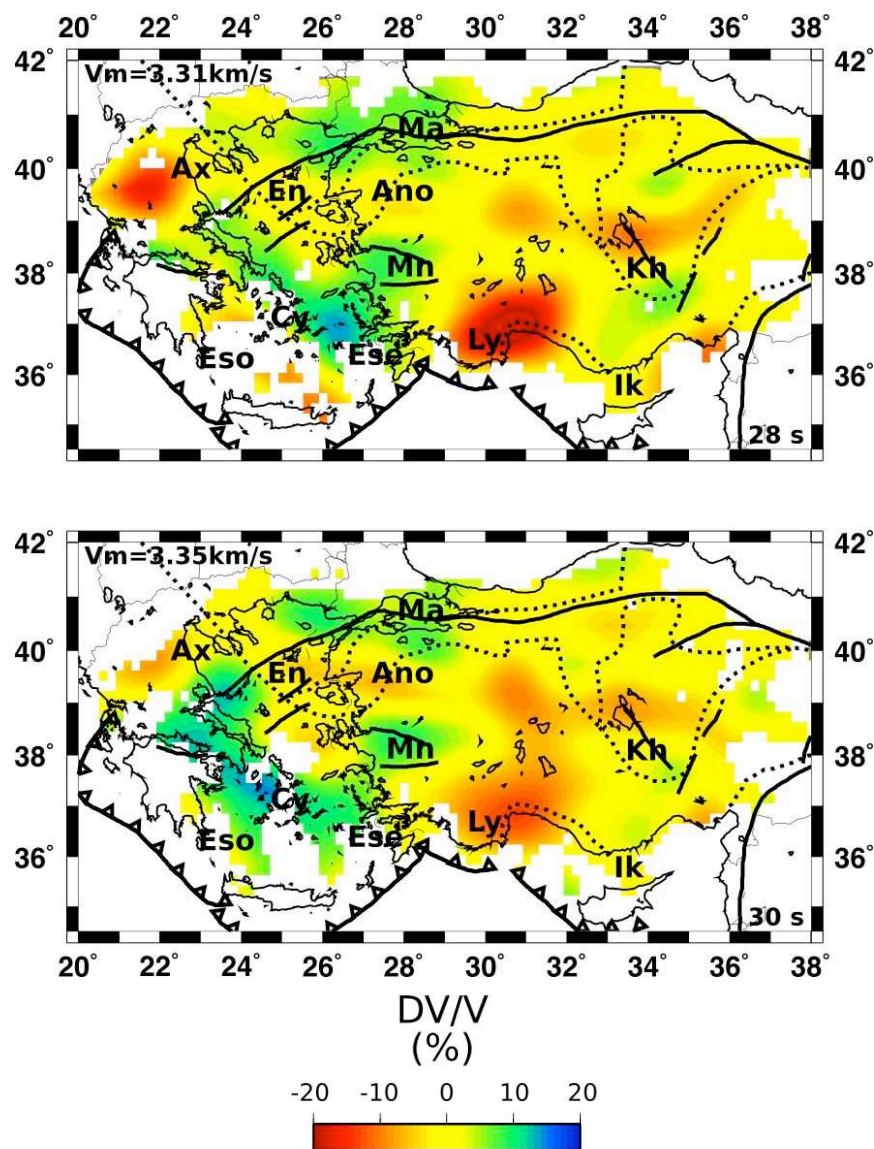 20° 22° 24° 26° 28° 30° 32° 34° 36° 38°
42° 42°
Vm=3.31km/s
Ma
40° Ax 40°
En Ano
38° Mn Kh 38°
Cy
Ly
Eso Ese
36° Ik 36°
28 s
42° 42°
Vm=3.35km/s
Ma
40° Ax 40°
En Ano
38° Mn Kh 38°
Cy
Ly
Eso Ese
36° Ik 36°
30 s
20° 22° 24° 26° 28° 30° 32° 34° 36° 38°
DV/V
(%)
-20 -10 0 10 20